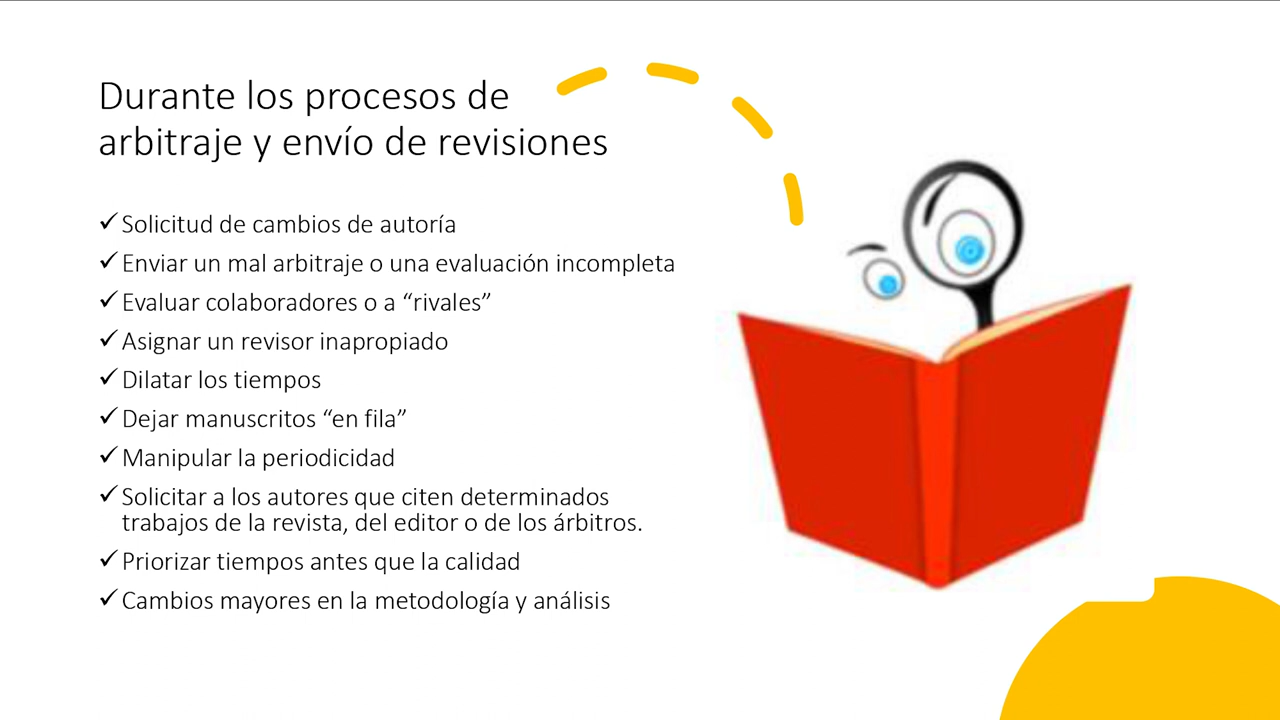 Durante los procesos de
arbitraje y envío de revisiones
✓Solicitud de cambios de autoría
✓Enviar un mal arbitraje o una evaluación incompleta
✓Evaluar colaboradores o a “rivales”
✓Asignar un revisor inapropiado
✓Dilatar los tiempos
✓Dejar manuscritos “en fila”
✓Manipular la periodicidad
✓Solicitar a los autores que citen determinados
trabajos de la revista, del editor o de los árbitros.
✓Priorizar tiempos antes que la calidad
✓Cambios mayores en la metodología y análisis